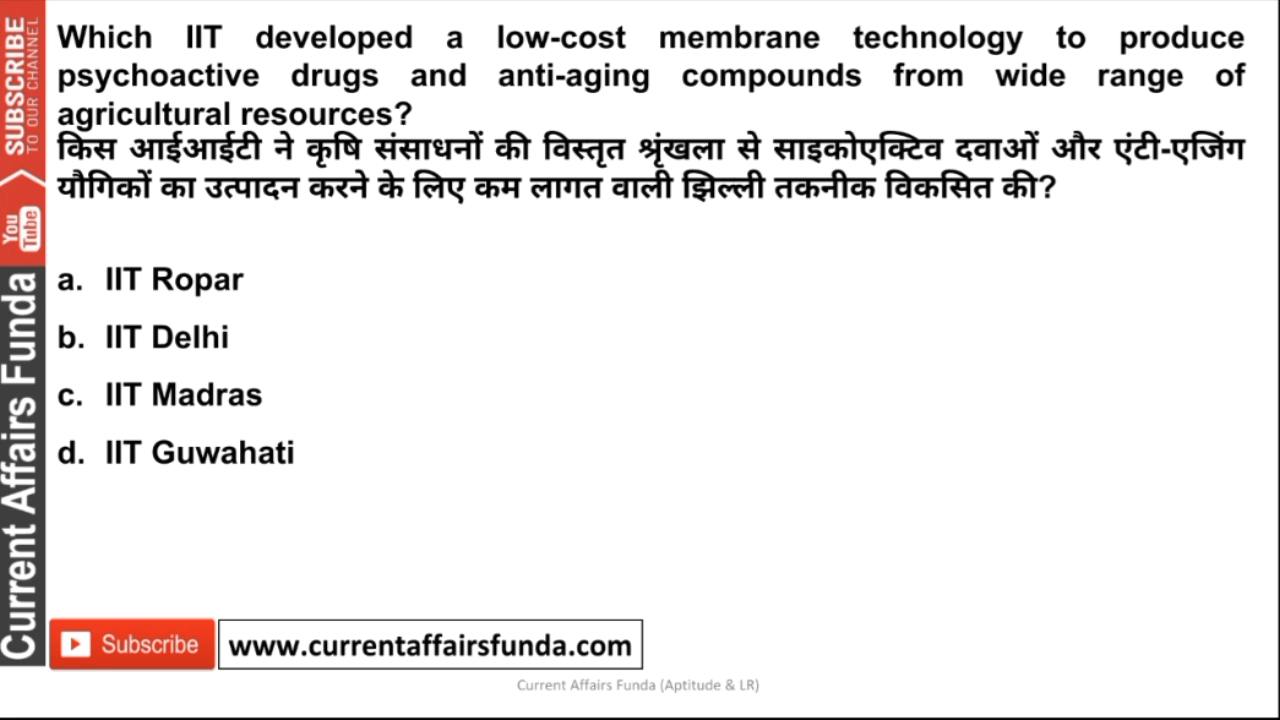 Which IIT developed a low-cost membrane technology to produce
psychoactive drugs and anti-aging compounds from wide range of
agricultural resources?
किस आईआईटी ने कृषि संसाधनों की विस्तृत श्रृंखला से साइकोएक्टिव दवाओं और एंटी-एजिंग
यौगिकों का उत्पादन करने के लिए कम लागत वाली झिल्ली तकनीक विकसित की?
a. IIT Ropar
b. IIT Delhi
c. IIT Madras
d. IIT Guwahati
SUBSCRIBE
TO OUR CHANNEL
You
Tube
Current Affairs Funda
Subscribe
www.currentaffairsfunda.com
Current Affairs Funda (Aptitude & LR)